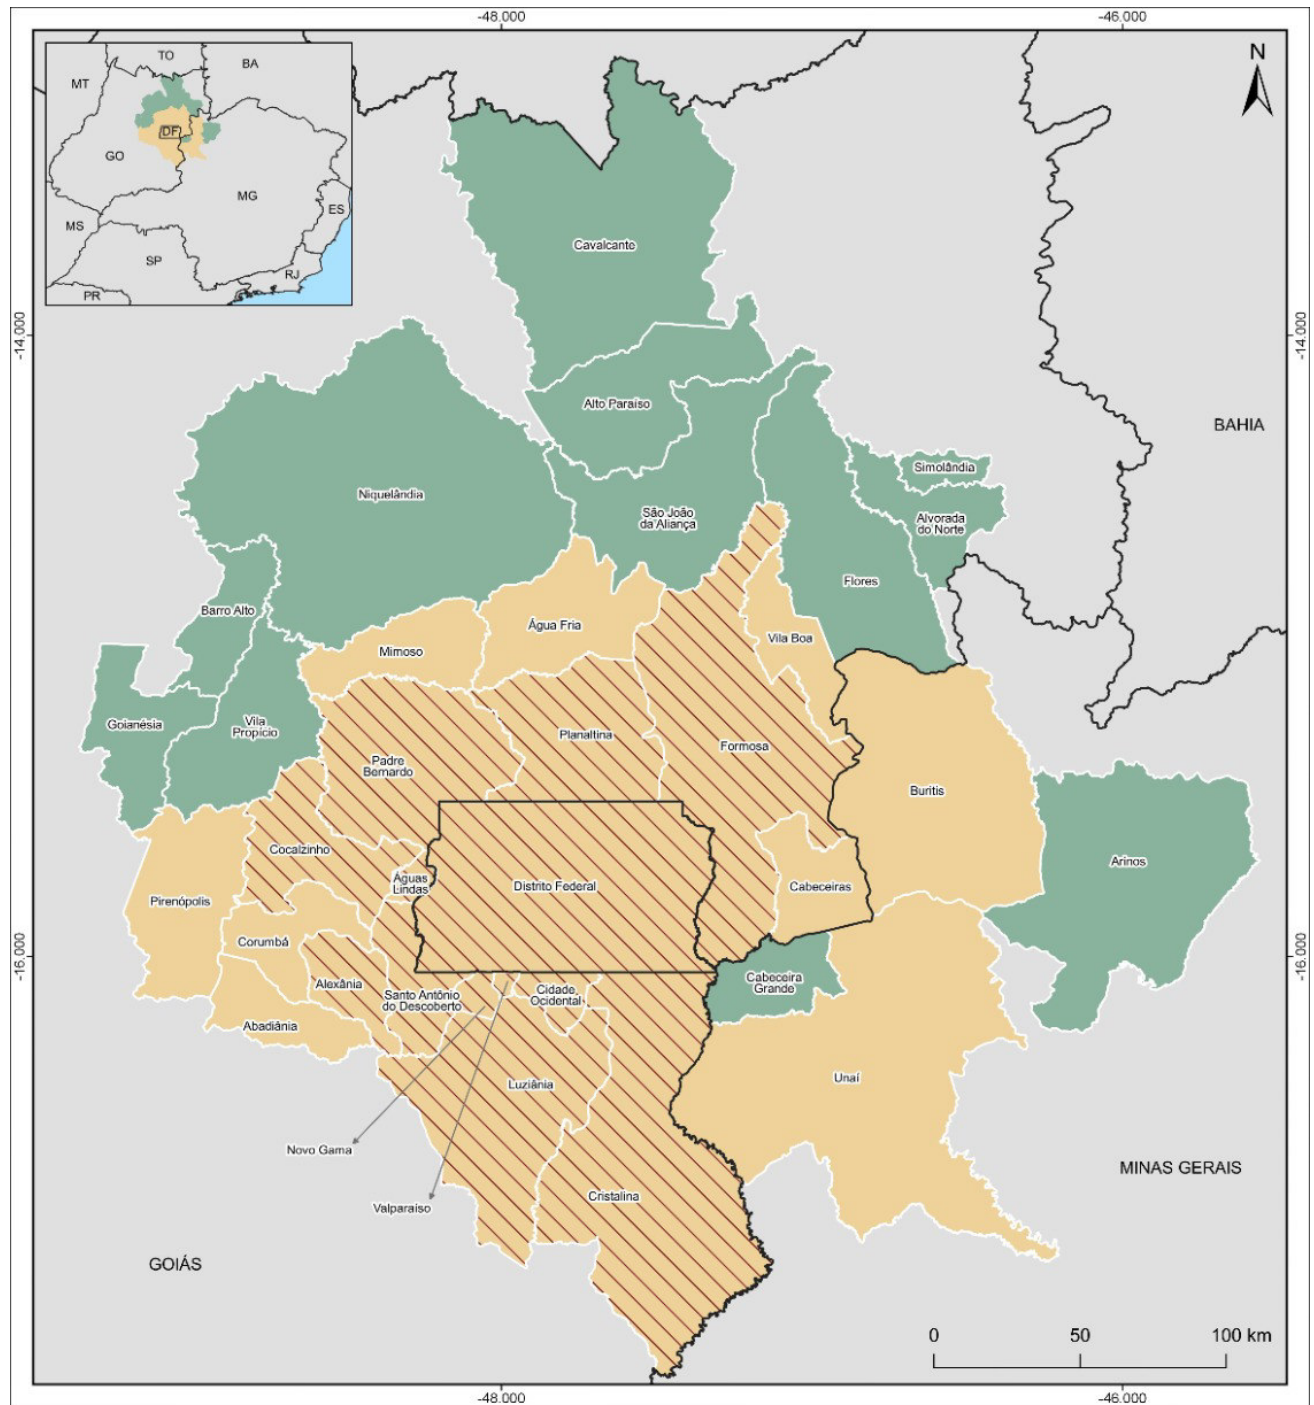 -48.000
-46.000
TO
BA
MT
DF
GO
MG
ES
MS
SP
RJ
PR
N
Cavalcante
-14.000
-14.000
Alto Paraíso
BAHIA
Simolândia
Niquelândia
São João
da Aliança
Alvorada
do Norte
Flores
Barro Alto
Água Fria
Vila Boa
Mimoso
Goianésia
Vila
Propício
Planaltina
Formosa
Padre
Bernardo
Buritis
Cocalzinho
Arinos
Águas
Lindas
Distrito Federal
Cabeceiras
Pirenópolis
Corumbá
-16.000
-16.000
Alexânia
Santo Antônio
do Descoberto
Cidade
Ocidental
Cabeceira
Grande
Abadiânia
Luziânia
Unaí
Novo Gama
MINAS GERAIS
Valparaíso
Cristalina
GOIÁS
0 50 100 km
-48.000
-46.000